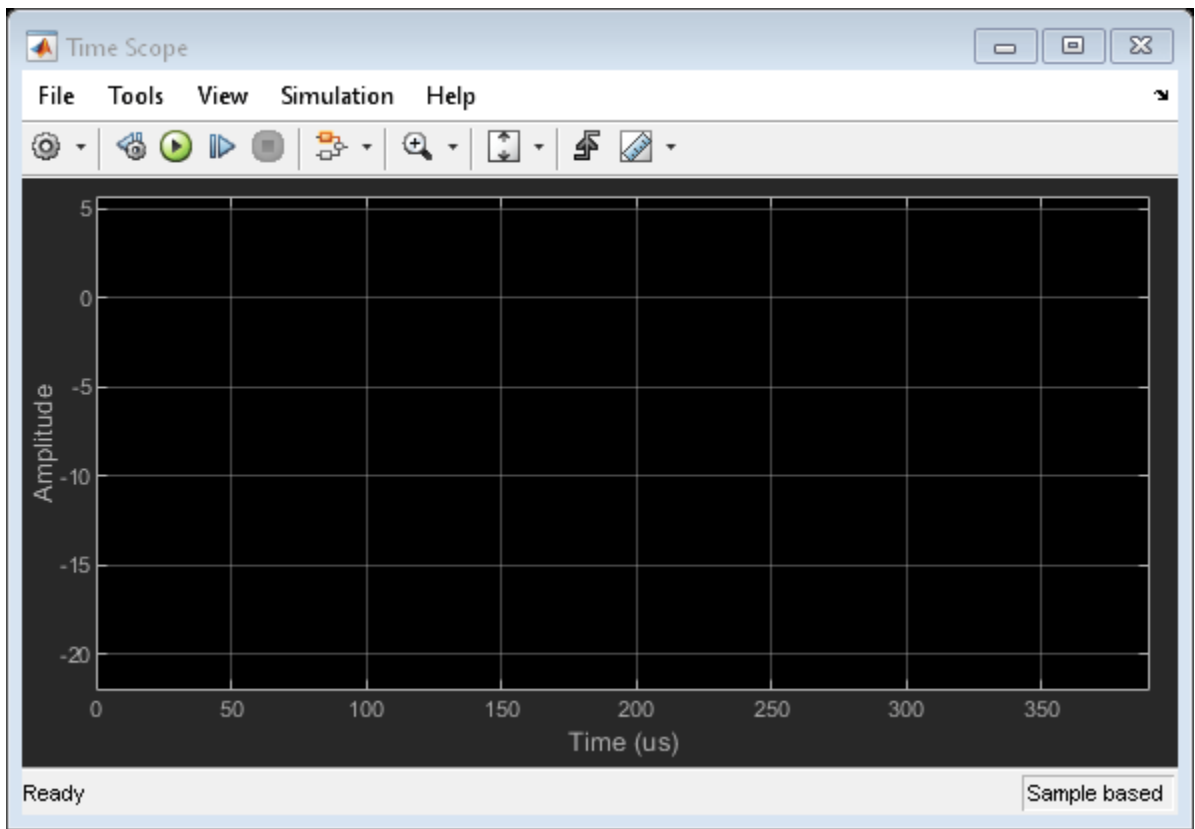 Time Scope
File Tools View Simulation Help
5
0
-5
-10
-15
-20
Amplitude
0 50 100 150 200 250 300 350
Time (us)
Ready Sample based